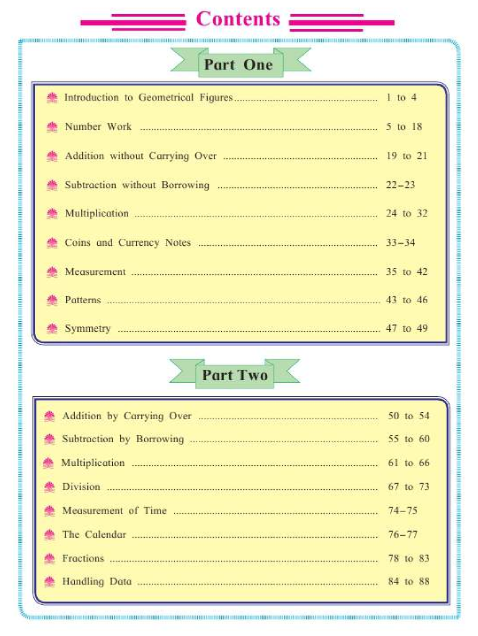 Contents
Part One
Introduction to Geometrical Figures ................................................ 1 to 4
Number Work ................................................ 5 to 18
Addition without Carrying Over ................................................ 19 to 21
Subtraction without Borrowing ................................................ 22–23
Multiplication ................................................ 24 to 32
Coins and Currency Notes ................................................ 33–34
Measurement ................................................ 35 to 42
Patterns ................................................ 43 to 46
Symmetry ................................................ 47 to 49
Part Two
Addition by Carrying Over ................................................ 50 to 54
Subtraction by Borrowing ................................................ 55 to 60
Multiplication ................................................ 61 to 66
Division ................................................ 67 to 73
Measurement of Time ................................................ 74–75
The Calendar ................................................ 76–77
Fractions ................................................ 78 to 83
Handling Data ................................................ 84 to 88